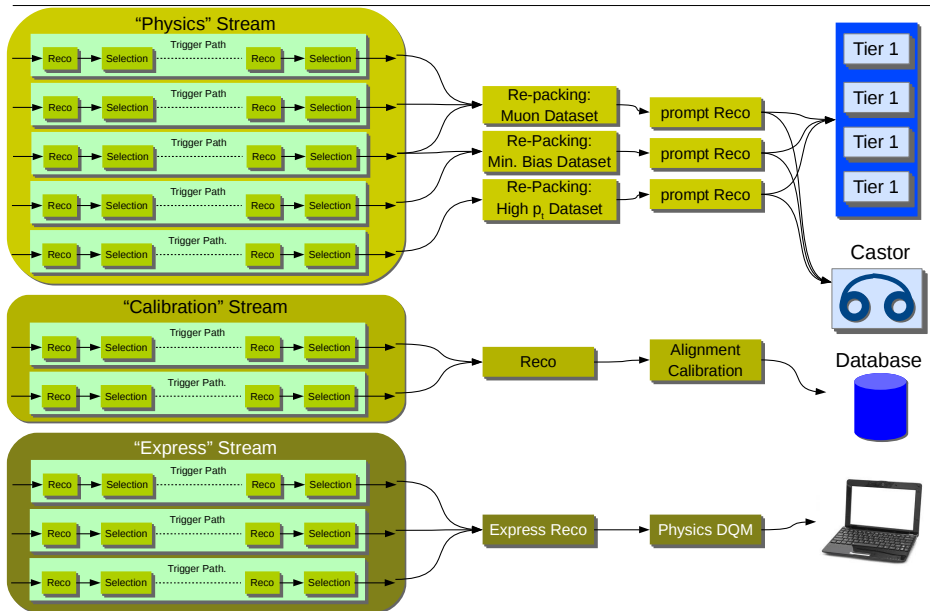 “Physics” Stream
Trigger Path
Reco
Selection
Reco
Selection
Trigger Path
Reco
Selection
Reco
Selection
Trigger Path
Reco
Selection
Reco
Selection
Trigger Path
Reco
Selection
Reco
Selection
Trigger Path.
Reco
Selection
Reco
Selection
Re-packing:
Muon Dataset
Re-packing:
Min. Bias Dataset
Re-Packing:
High pt Dataset
prompt Reco
prompt Reco
prompt Reco
Tier 1
Tier 1
Tier 1
Tier 1
Castor
“Calibration” Stream
Trigger Path
Reco
Selection
Reco
Selection
Trigger Path.
Reco
Selection
Reco
Selection
Reco
Alignment
Calibration
Database
“Express” Stream
Trigger Path
Reco
Selection
Reco
Selection
Trigger Path.
Reco
Selection
Reco
Selection
Trigger Path.
Reco
Selection
Reco
Selection
Express Reco
Physics DQM